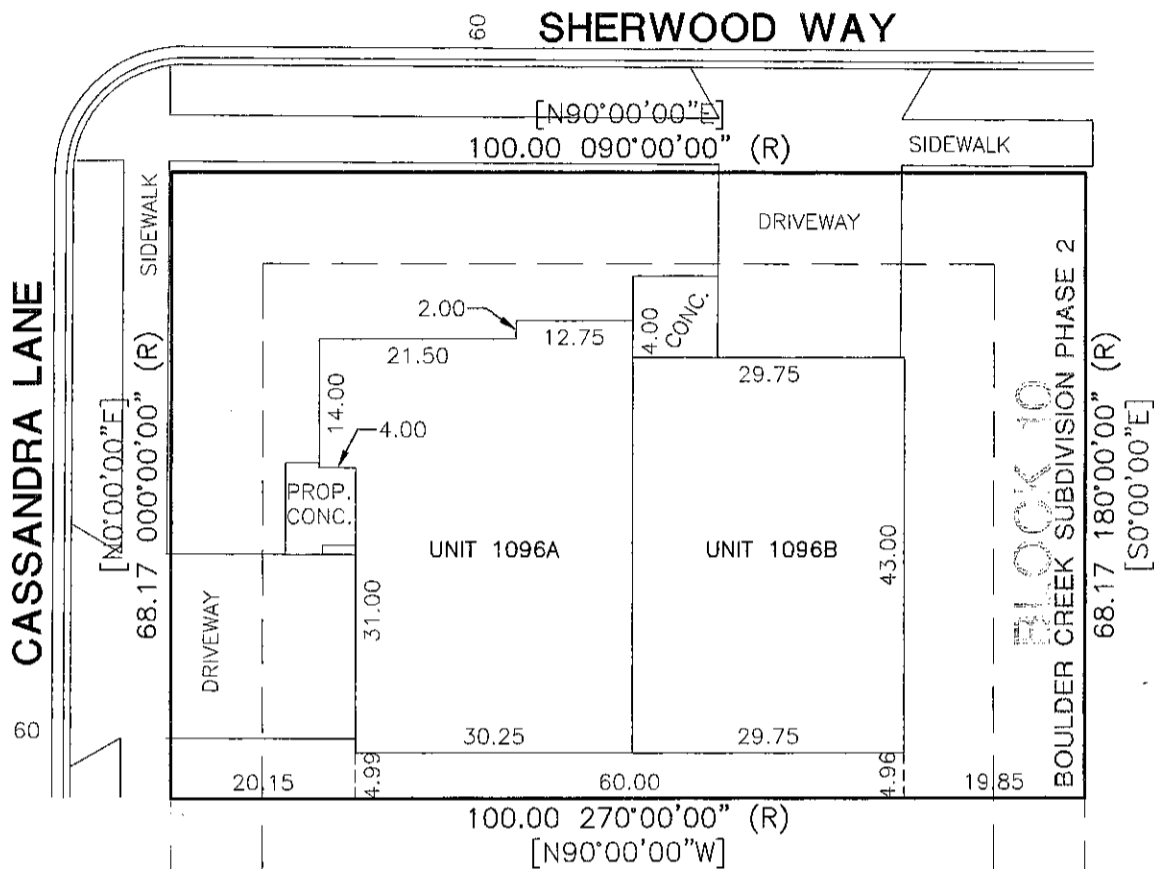 60
SHERWOOD WAY
[N90°00'00"E]
100.00 090°00'00" (R)
SIDEWALK
SIDEWALK
DRIVEWAY
2.00
12.75
4.00
CONC.
21.50
29.75
14.00
4.00
PROP.
CONC.
UNIT 1096A
UNIT 1096B
43.00
31.00
DRIVEWAY
CASSANDRA LANE
60
[N0°00'00"E]
68.17 000°00'00" (R)
BLOCK 10
BOULDER CREEK SUBDIVISION PHASE 2
68.17 180°00'00" (R)
[S0°00'00"E]
30.25
29.75
20.15
4.99
60.00
4.96
19.85
100.00 270°00'00" (R)
[N90°00'00"W]